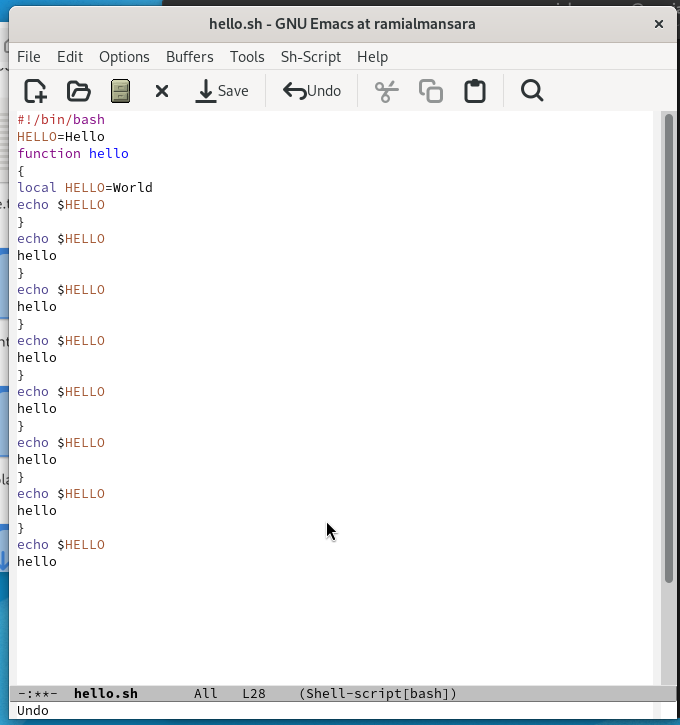 hello.sh - GNU Emacs at ramialmansara
File Edit Options Buffers Tools Sh-Script Help
Save Undo
#!/bin/bash
HELLO=Hello
function hello
{
local HELLO=World
echo $HELLO
}
echo $HELLO
hello
}
echo $HELLO
hello
}
echo $HELLO
hello
}
echo $HELLO
hello
}
echo $HELLO
hello
}
echo $HELLO
hello
}
echo $HELLO
hello
-:**- hello.sh All L28 (Shell-script[bash])
Undo